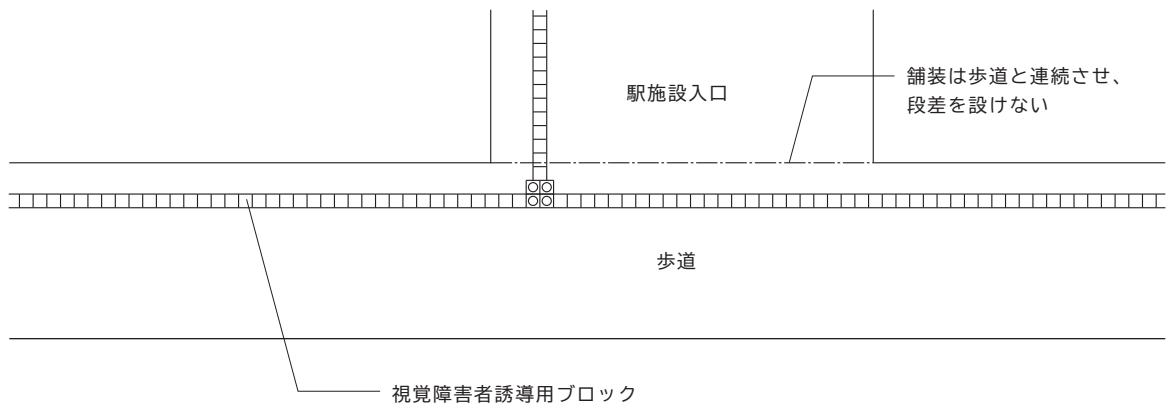 駅施設入口
舗装は歩道と連続させ、
段差を設けない
歩道
視覚障害者誘導用ブロック